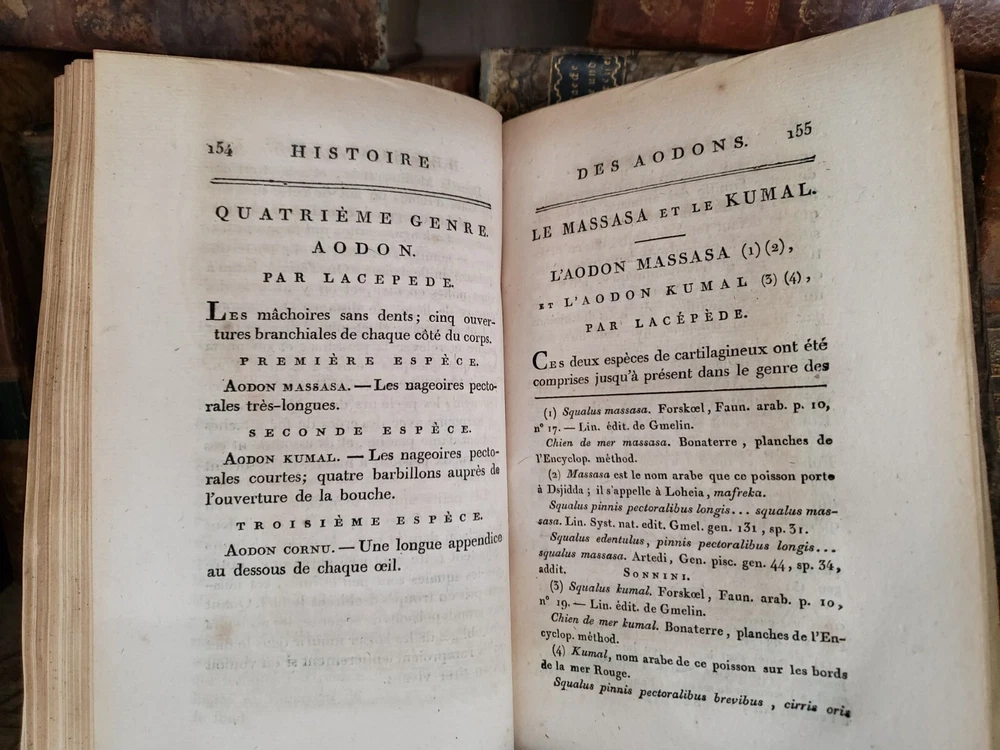 154 HISTOIRE
QUATRIÈME GENRE.
AODON.
PAR LACEPEDE.
Les mâchoires sans dents; cinq ouver-
tures branchiales de chaque côté du corps.
PREMIÈRE ESPÈCE.
Aodon massasa. — Les nageoires pecto-
rales très-longues.
SECONDE ESPÈCE.
Aodon kumal. — Les nageoires pecto-
rales courtes; quatre barbillons auprès de
l'ouverture de la bouche.
TROISIÈME ESPÈCE.
Aodon cornu. — Une longue appendice
au dessous de chaque œil.
DES AODONS. 155
LE MASSASA ET LE KUMAL.
L'AODON MASSASA (1) (2),
ET L'AODON KUMAL (3) (4),
PAR LACÉPÈDE.
Ces deux espèces de cartilagineux ont été
comprises jusqu'à présent dans le genre des
(1) Squalus massasa. Forskœl, Faun. arab. p. 10,
n° 17. — Lin. édit. de Gmelin.
Chien de mer massasa. Bonaterre, planches de
l'Encyclop. méthod.
(2) Massasa est le nom arabe que ce poisson porte
à Dsjidda; il s'appelle à Loheia, mafreka.
Squalus pinnis pectoralibus longis... squalus mas-
sasa. Lin. Syst. nat. edit. Gmel. gen. 131, sp. 31.
Squalus edentulus, pinnis pectoralibus longis...
squalus massasa. Artedi, Gen. pisc. gen. 44, sp. 34,
addit. SONNINI.
(3) Squalus kumal. Forskœl, Faun. arab. p. 10,
n° 19. — Lin. édit. de Gmelin.
Chien de mer kumal. Bonaterre, planches de l'En-
cyclop. méthod.
(4) Kumal, nom arabe de ce poisson sur les bords
de la mer Rouge.
Squalus pinnis pectoralibus brevibus, cirris oris